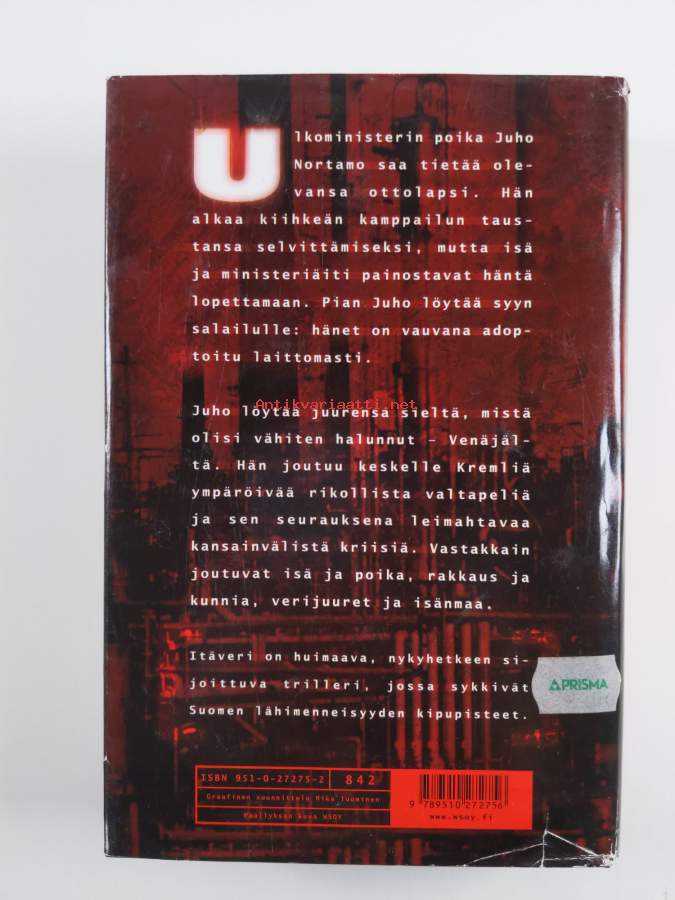 Ulkoministerin poika Juho
Nortamo saa tietää ole-
vansa ottolapsi. Hän
alkaa kiihkeän kamppailun taus-
tansa selvittämiseksi, mutta isä
ja ministeriäiti painostavat häntä
lopettamaan. Pian Juho löytää syyn
salailulle: hänet on vauvana adop-
toitu laittomasti.
Antikvariaatti.net
Juho löytää juurensa sieltä, mistä
olisi vähiten halunnut – Venäjäl-
tä. Hän joutuu keskelle Kremliä
ympäröivää rikollista valtapeliä
ja sen seurauksena leimahtavaa
kansainvälistä kriisiä. Vastakkain
joutuvat isä ja poika, rakkaus ja
kunnia, verijuuret ja isänmaa.
Itäveri on huimaava, nykyhetkeen si-
joittuva trilleri, jossa sykkivät
Suomen lähimenneisyyden kipupisteet.
PRISMA
ISBN 951-0-27275-2 842
Graafinen suunnittelu Mika Tuominen
Päällyksen kuva WSOY
9 789510 272756
www.wsoy.fi